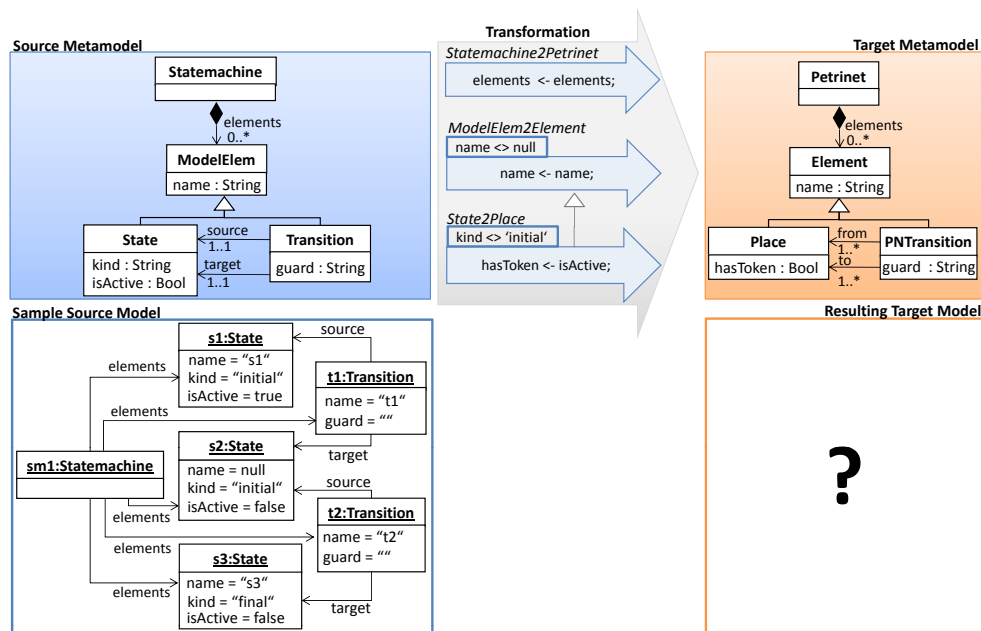 Source Metamodel
Statemachine
elements
0..*
ModelElem
name : String
State
kind : String
isActive : Bool
source
1..1
target
1..1
Transition
guard : String
Transformation
Statemachine2Petrinet
elements <- elements;
ModelElem2Element
name <> null
name <- name;
State2Place
kind <> ‘initial‘
hasToken <- isActive;
Target Metamodel
Petrinet
elements
0..*
Element
name : String
Place
hasToken : Bool
from
1..*
to
1..*
PNTransition
guard : String
Sample Source Model
s1:State
name = “s1“
kind = “initial“
isActive = true
source
elements
t1:Transition
name = “t1“
guard = ““
elements
target
s2:State
name = null
kind = “initial“
isActive = false
sm1:Statemachine
source
elements
t2:Transition
name = “t2“
guard = ““
elements
s3:State
name = “s3“
kind = “final“
isActive = false
elements
target
Resulting Target Model
?